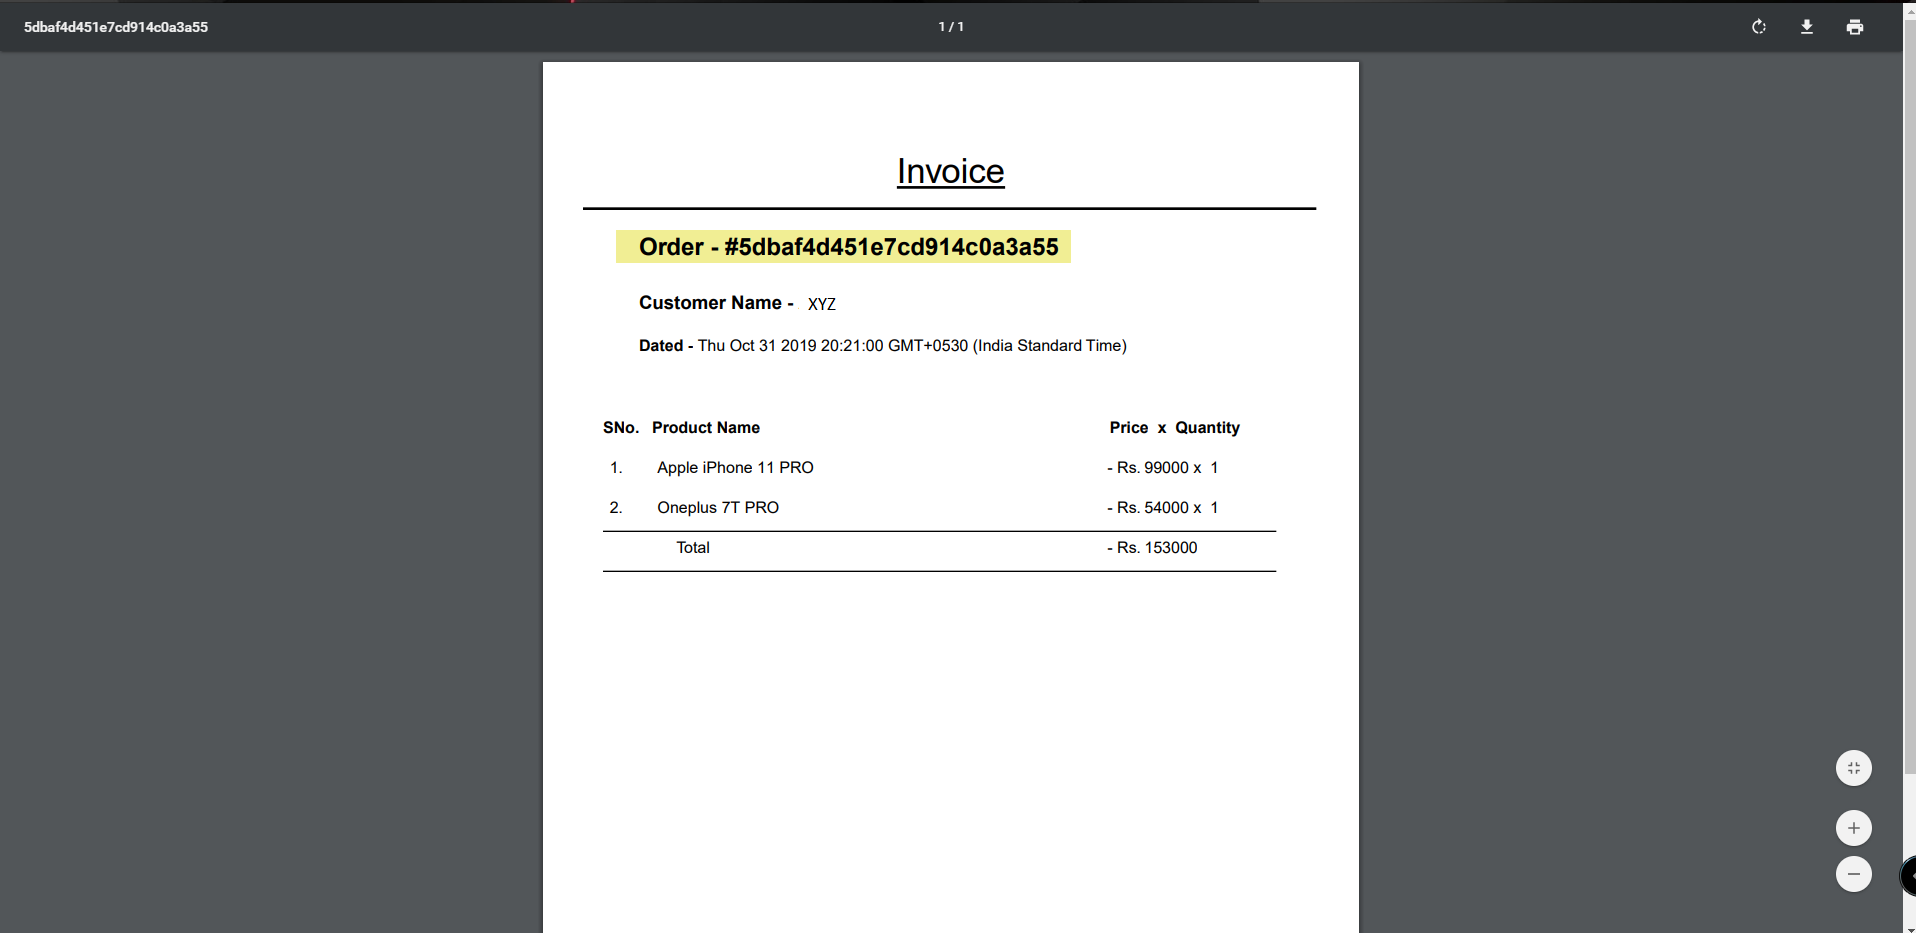 5dbaf4d451e7cd914c0a3a55
1 / 1
Invoice
Order - #5dbaf4d451e7cd914c0a3a55
Customer Name - XYZ
Dated - Thu Oct 31 2019 20:21:00 GMT+0530 (India Standard Time)
SNo. Product Name Price x Quantity
1. Apple iPhone 11 PRO - Rs. 99000 x 1
2. Oneplus 7T PRO - Rs. 54000 x 1
Total - Rs. 153000